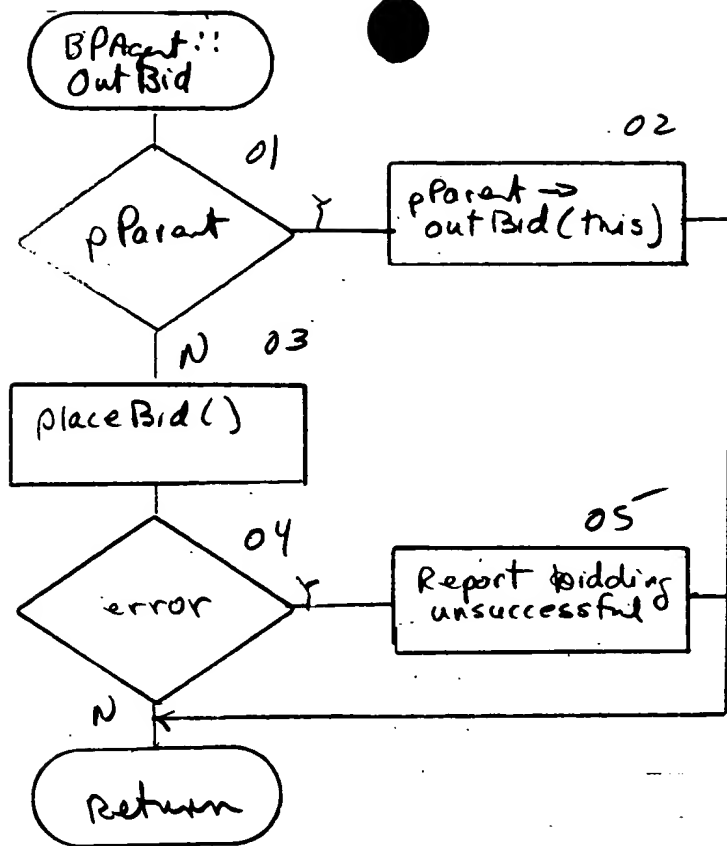 BPAgent::
OutBid
01
02
pParent
Y
pParent →
outBid(this)
N
03
placeBid()
04
error
Y
05
Report bidding
unsuccessful
N
Return